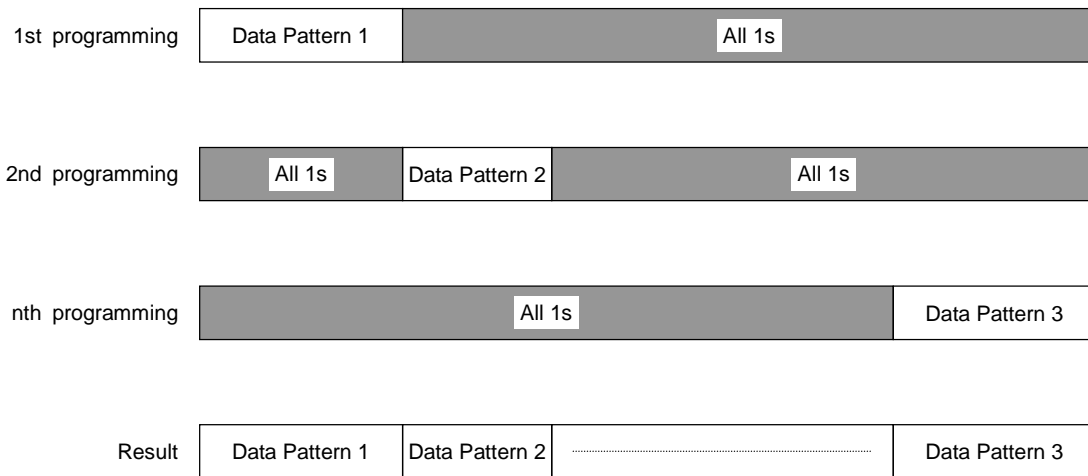 1st programming Data Pattern 1 All 1s
2nd programming All 1s Data Pattern 2 All 1s
nth programming All 1s Data Pattern 3
Result Data Pattern 1 Data Pattern 2 Data Pattern 3